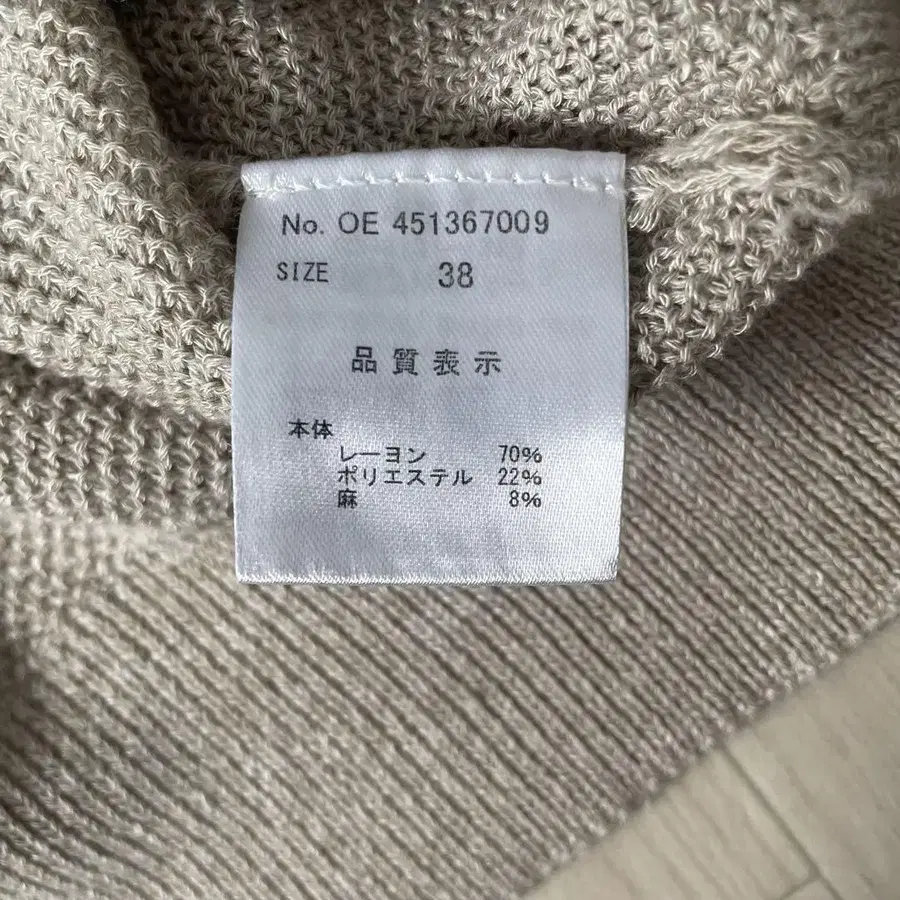 No. OE 451367009
SIZE 38
品質表示
本体
レーヨン 70%
ポリエステル 22%
麻 8%